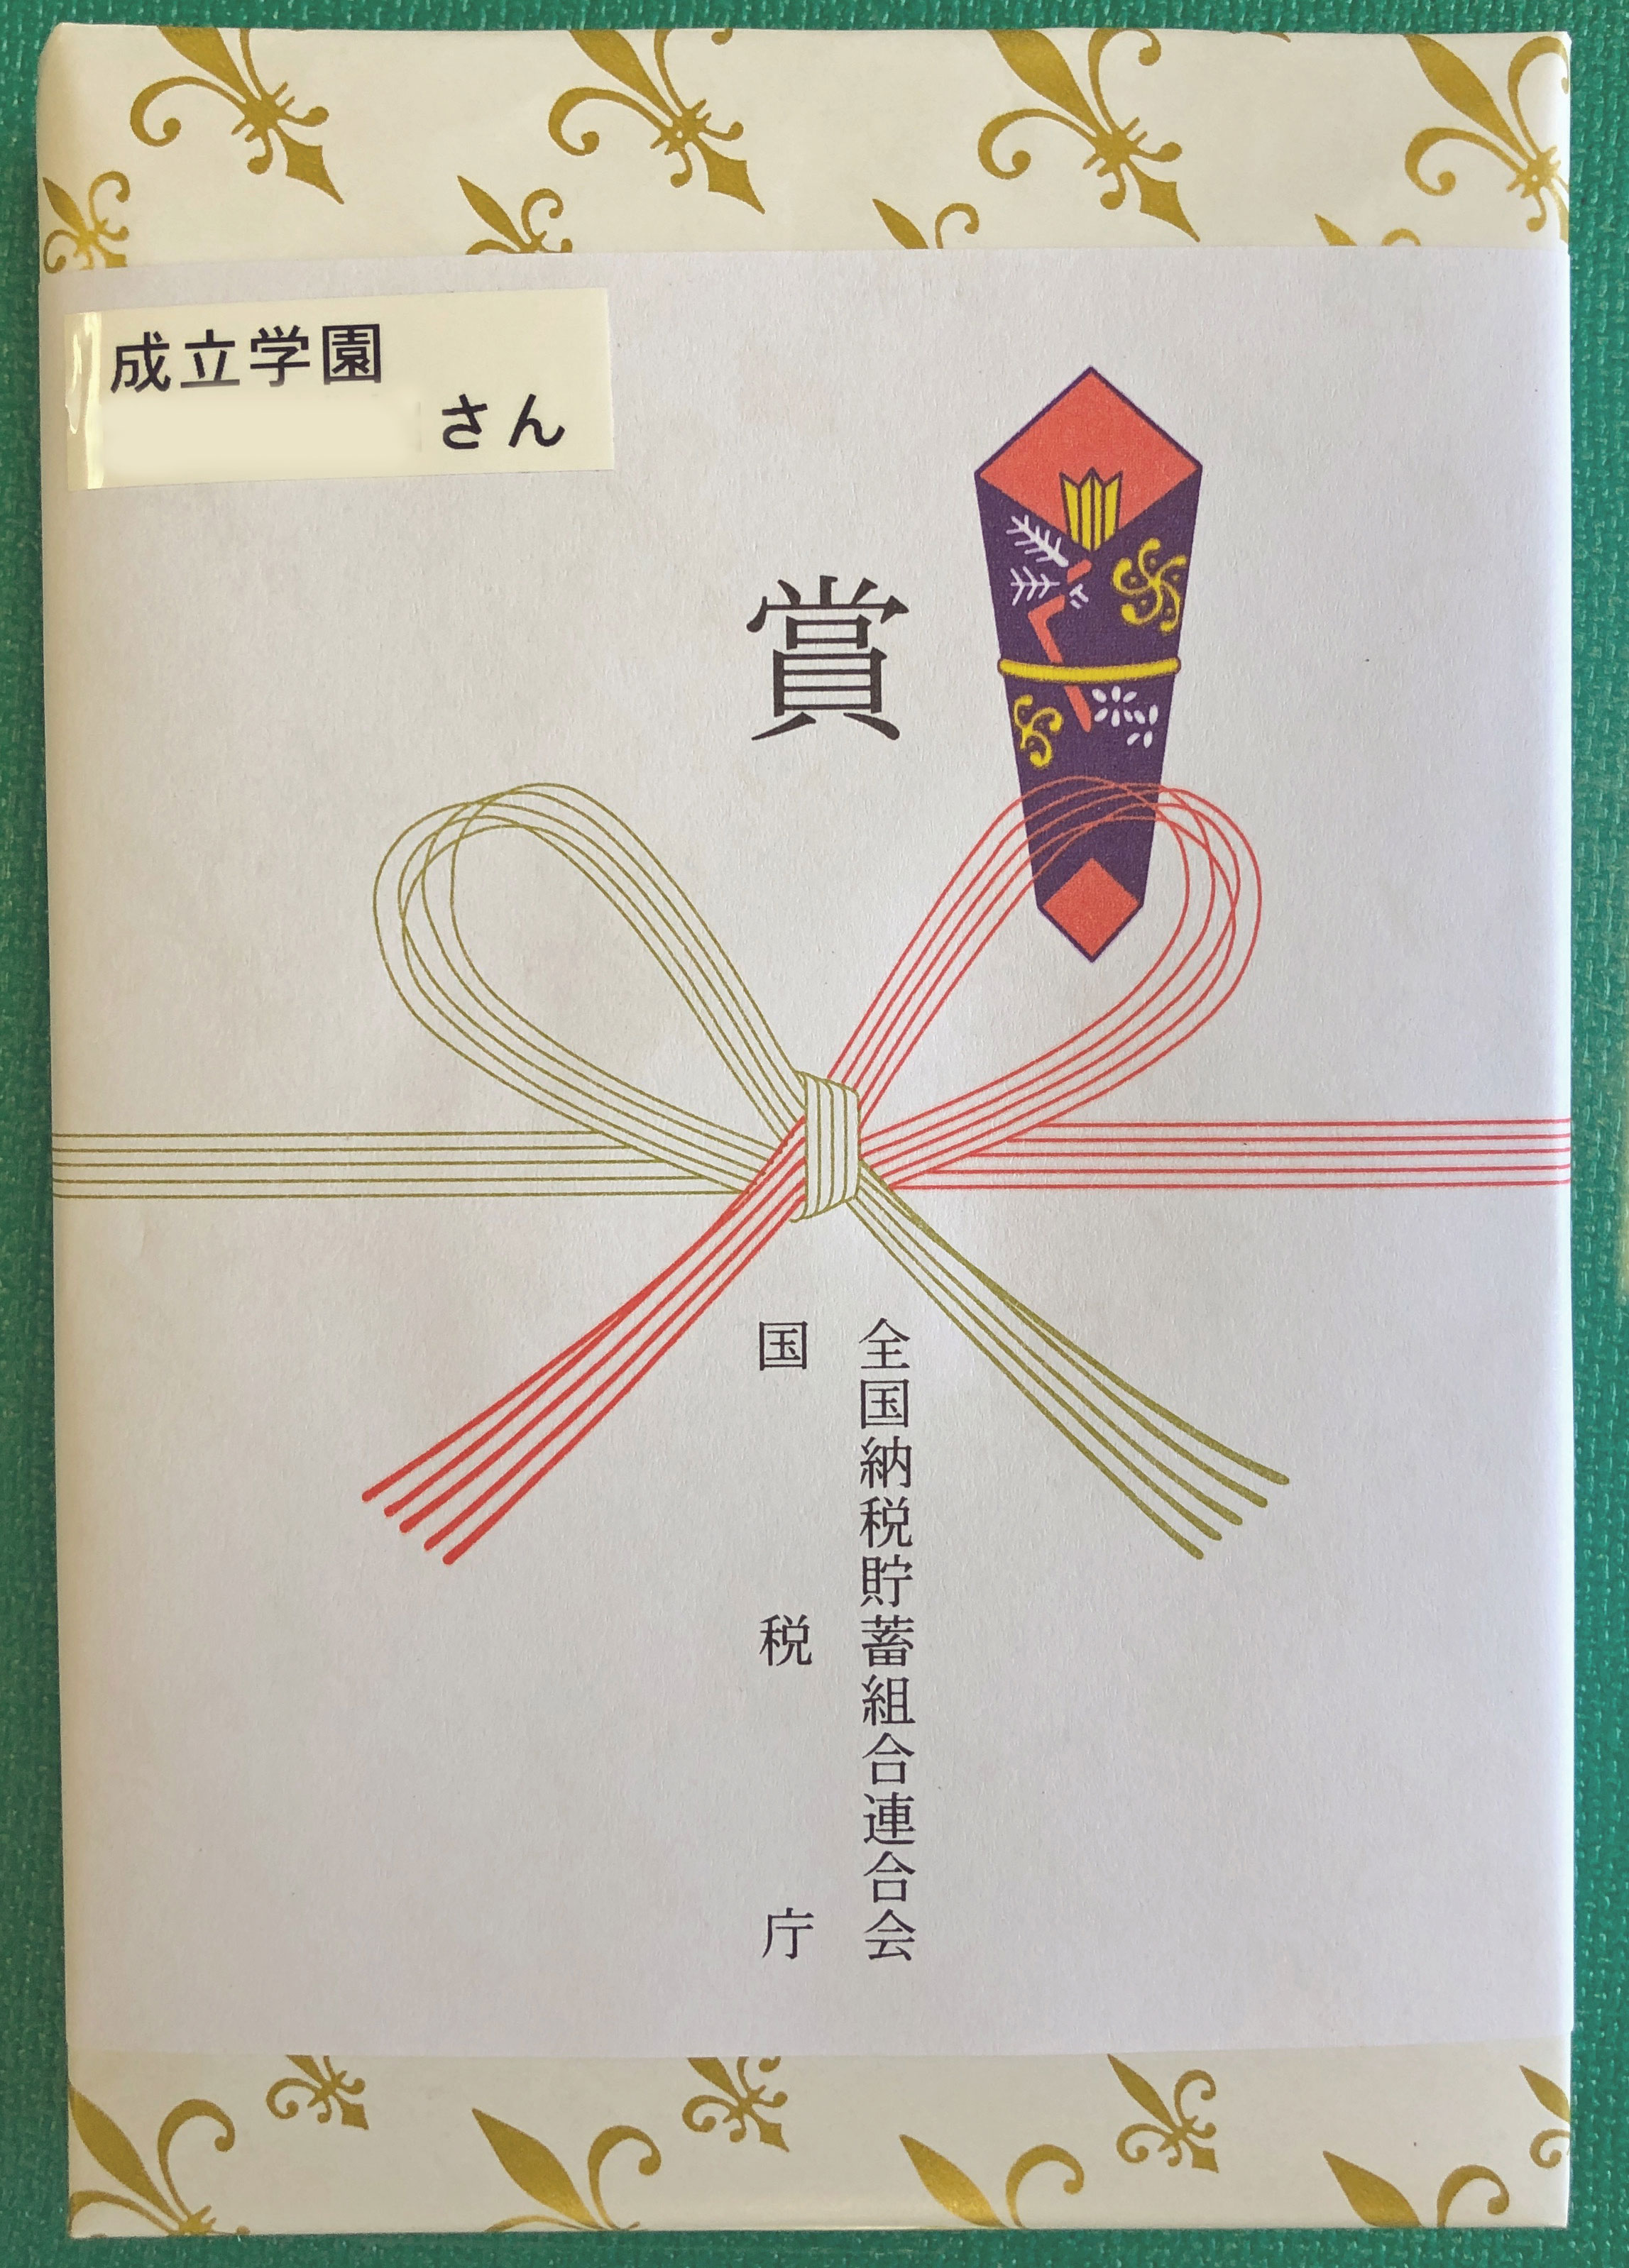 成立学園
さん
賞
全国納税貯蓄組合連合会
国税庁